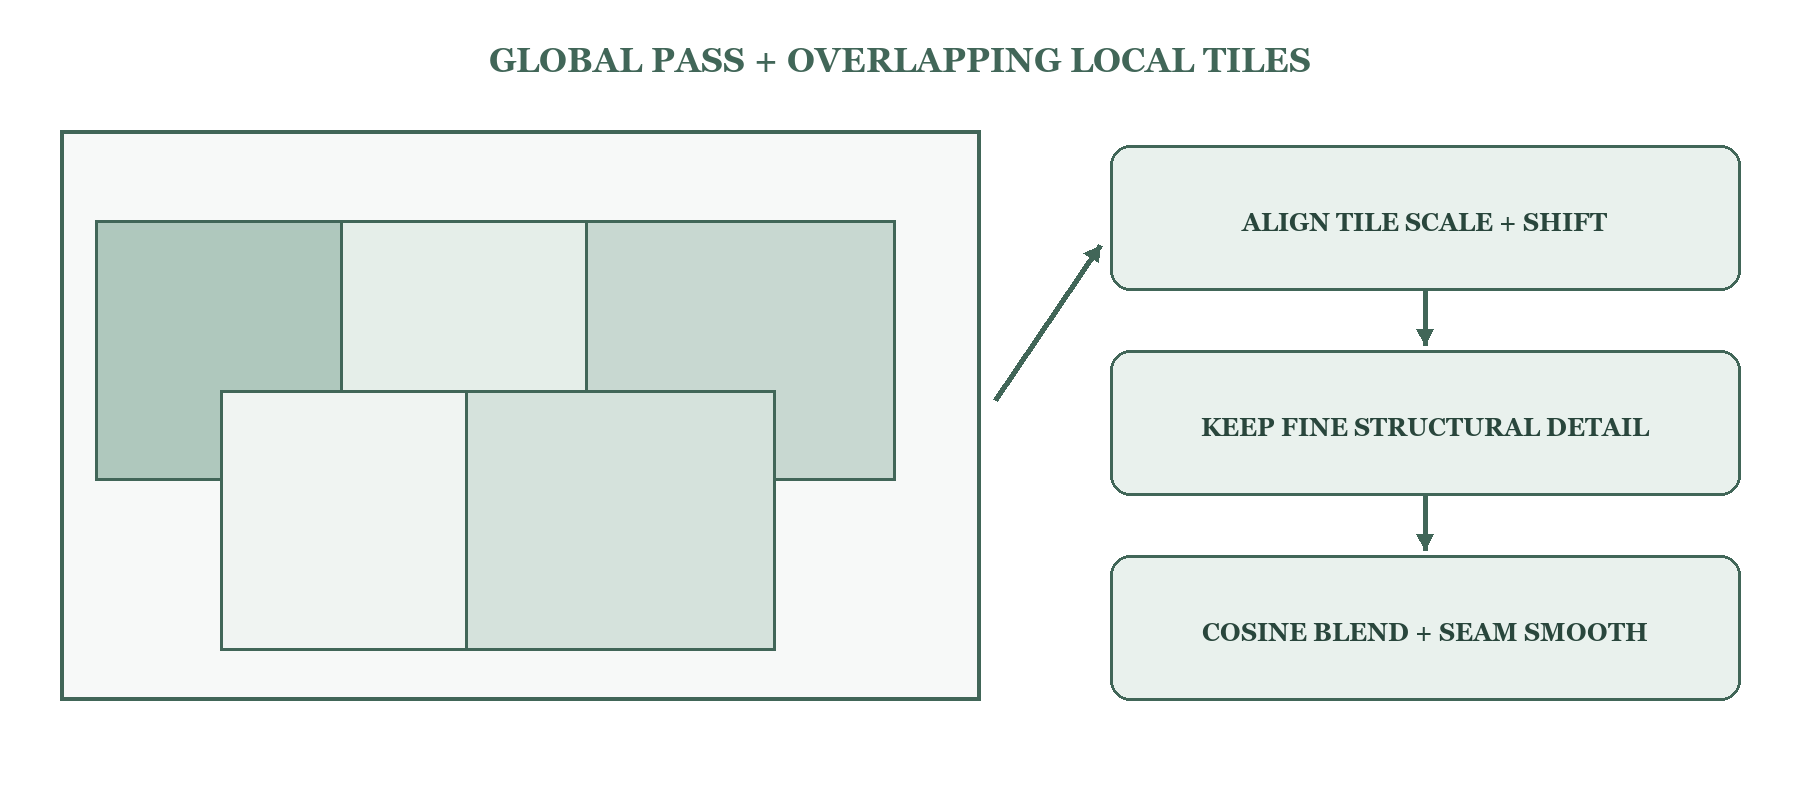 GLOBAL PASS + OVERLAPPING LOCAL TILES
ALIGN TILE SCALE + SHIFT
KEEP FINE STRUCTURAL DETAIL
COSINE BLEND + SEAM SMOOTH